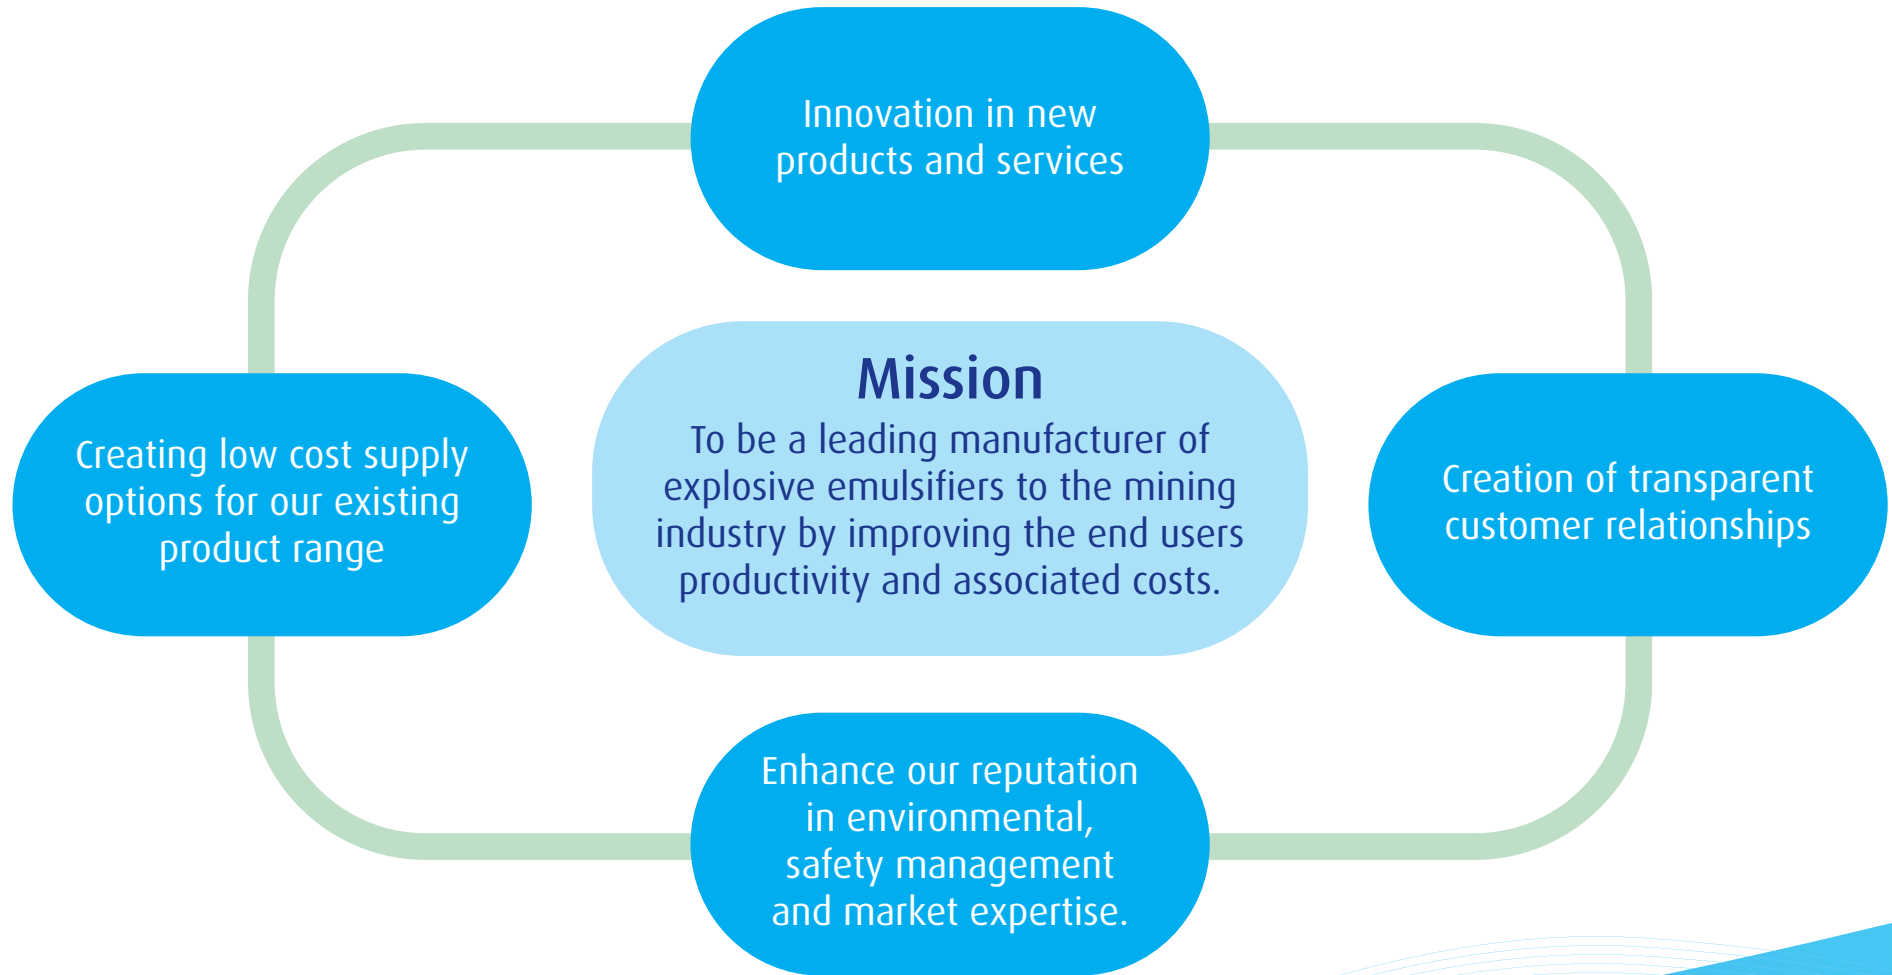 Innovation in new
products and services
Mission
To be a leading manufacturer of
explosive emulsifiers to the mining
industry by improving the end users
productivity and associated costs.
Creating low cost supply
options for our existing
product range
Creation of transparent
customer relationships
Enhance our reputation
in environmental,
safety management
and market expertise.